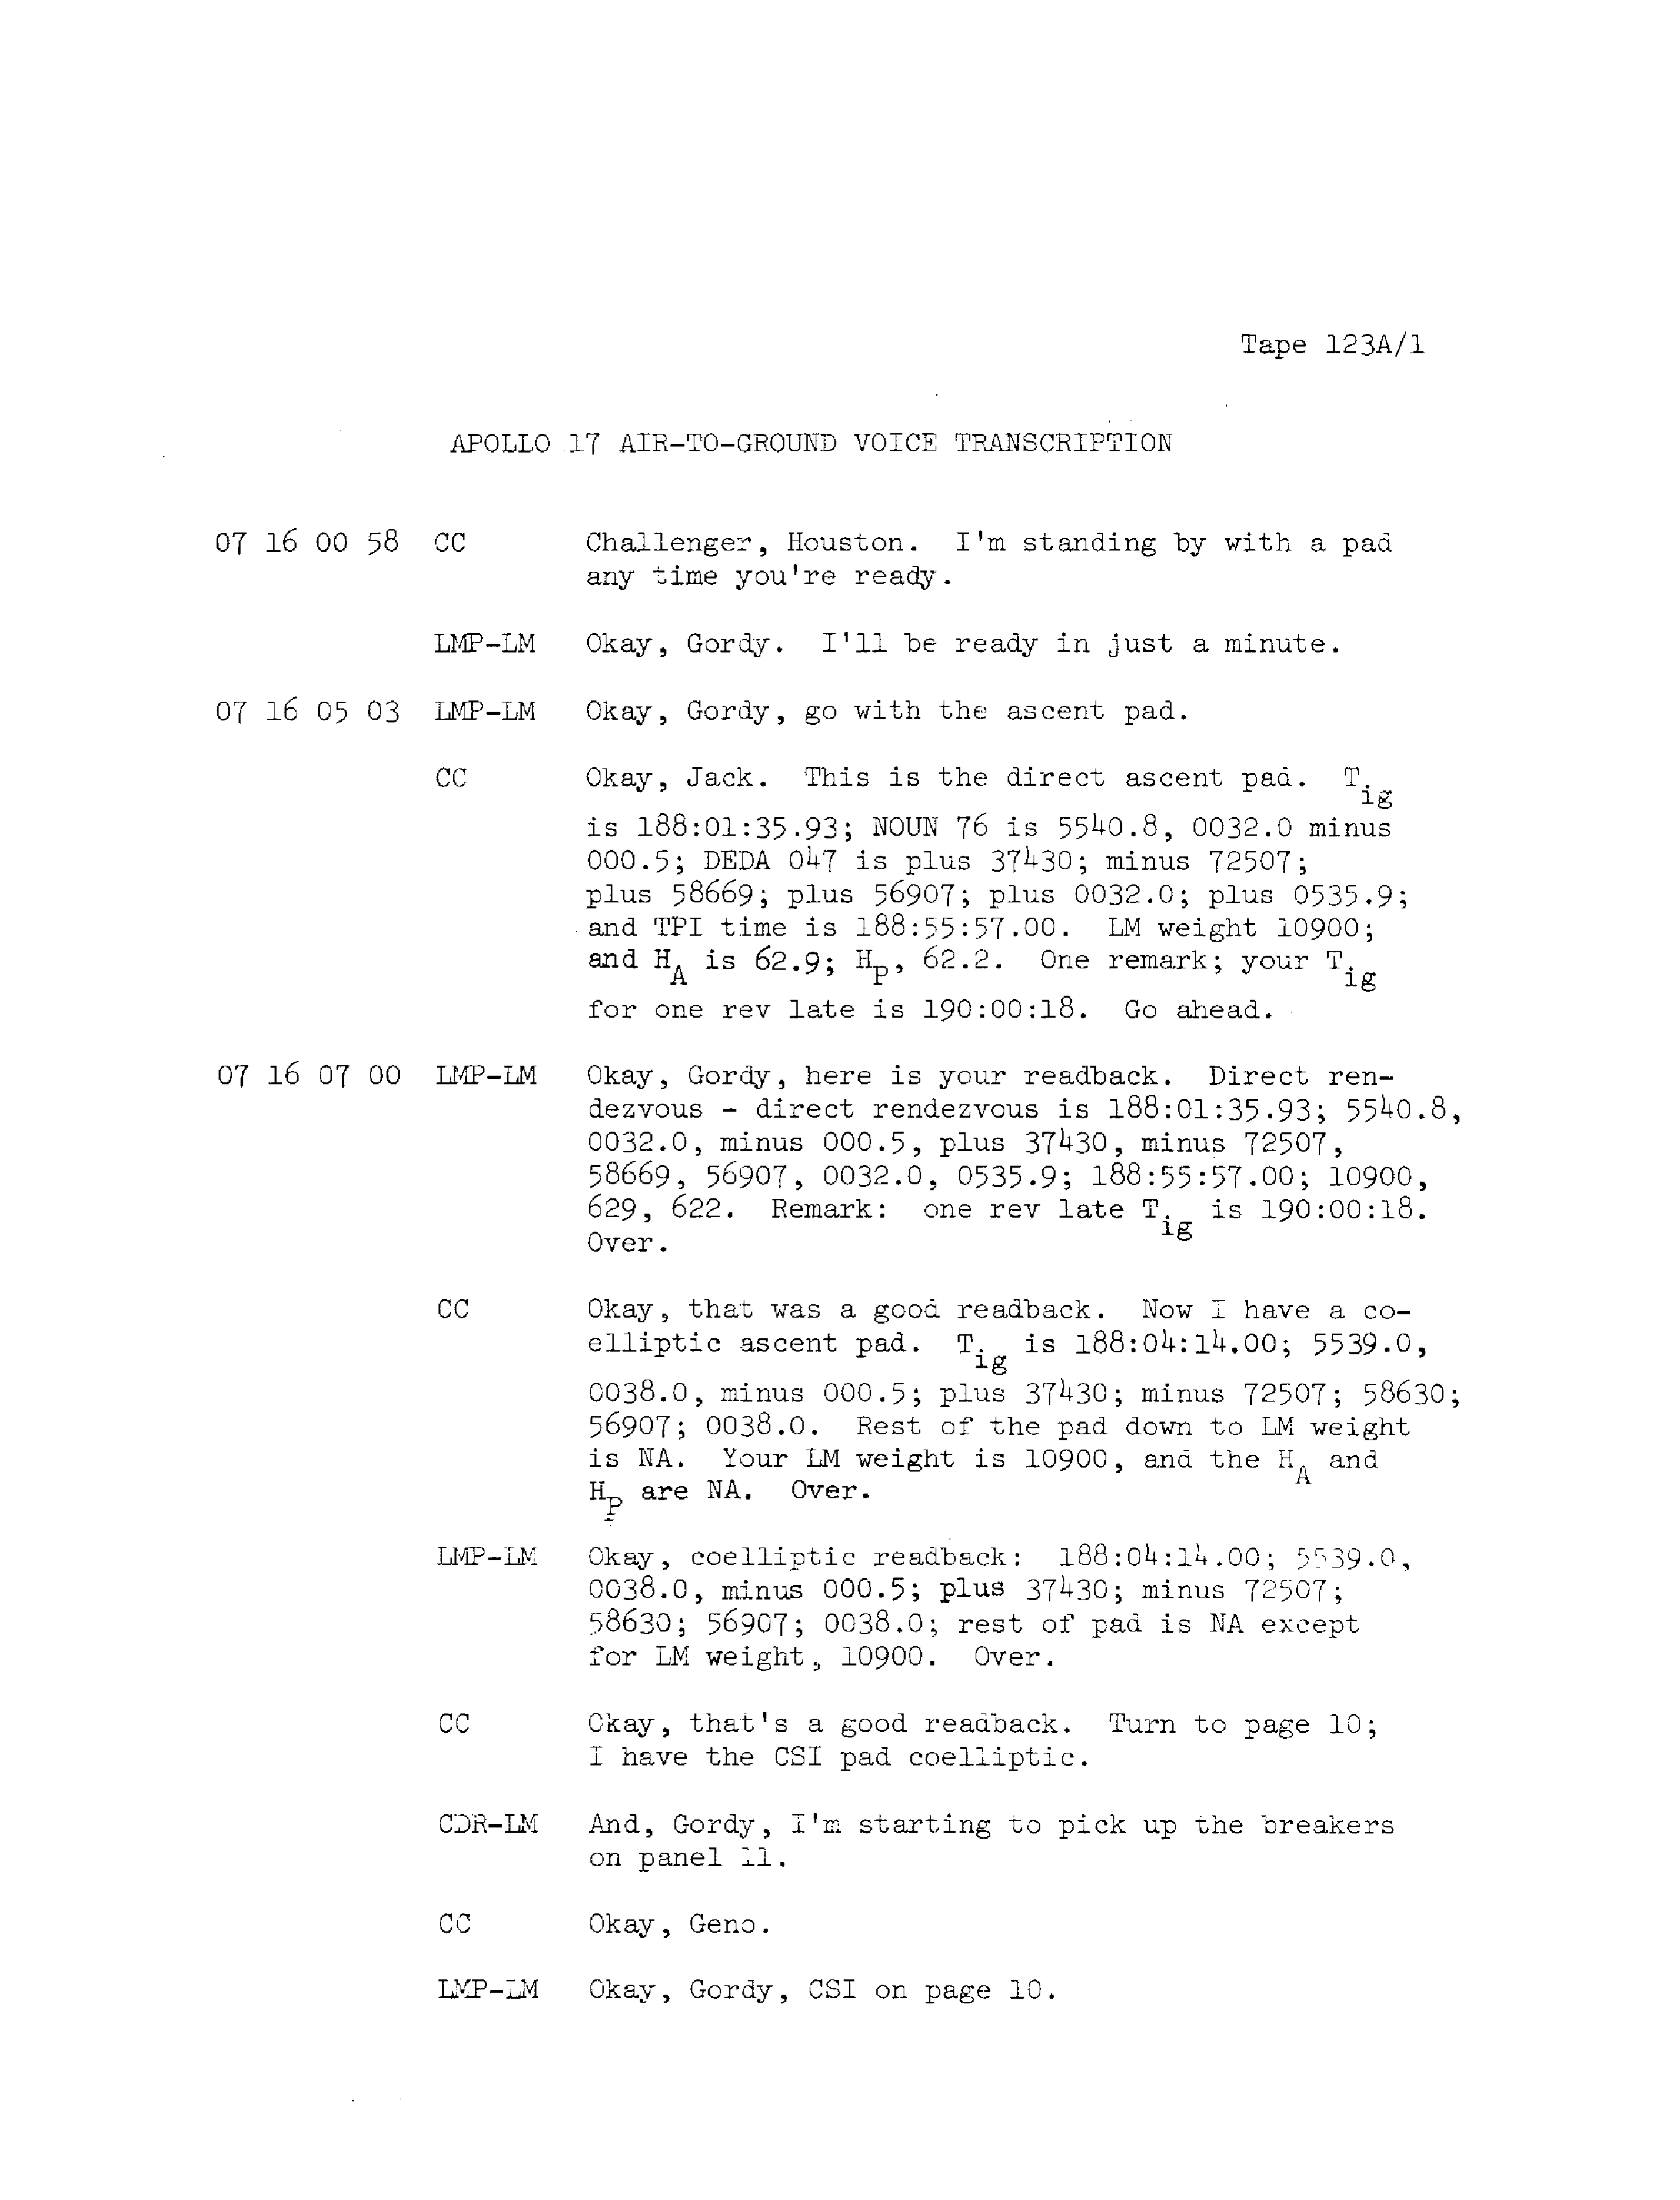 Tape 123A/1
APOLLO 17 AIR-TO-GROUND VOICE TRANSCRIPTION
07 16 00 58 CC Challenger, Houston. I'm standing by with a pad
any time you're ready.
LMP-LM Okay, Gordy. I'll be ready in just a minute.
07 16 05 03 LMP-LM Okay, Gordy, go with the ascent pad.
CC Okay, Jack. This is the direct ascent pad. Tig
is 188:01:35.93; NOUN 76 is 5540.8, 0032.0 minus
000.5; DEDA 047 is plus 37430; minus 72507;
plus 58669; plus 56907; plus 0032.0; plus 0535.9;
and TPI time is 188:55:57.00. LM weight 10900;
and HA is 62.9; Hp, 62.2. One remark; your Tig
for one rev late is 190:00:18. Go ahead.
07 16 07 00 LMP-LM Okay, Gordy, here is your readback. Direct ren-
dezvous - direct rendezvous is 188:01:35.93; 5540.8,
0032.0, minus 000.5, plus 37430, minus 72507,
58669, 56907, 0032.0, 0535.9; 188:55:57.00; 10900,
629, 622. Remark: one rev late Tig is 190:00:18.
Over.
CC Okay, that was a good readback. Now I have a co-
elliptic ascent pad. Tig is 188:04:14.00; 5539.0,
0038.0, minus 000.5; plus 37430; minus 72507; 58630;
56907; 0038.0. Rest of the pad down to LM weight
is NA. Your LM weight is 10900, and the HA and
HP are NA. Over.
LMP-LM Okay, coelliptic readback: 188:04:14.00; 5539.0,
0038.0, minus 000.5; plus 37430; minus 72507;
58630; 56907; 0038.0; rest of pad is NA except
for LM weight, 10900. Over.
CC Okay, that's a good readback. Turn to page 10;
I have the CSI pad coelliptic.
CDR-LM And, Gordy, I'm starting to pick up the breakers
on panel 11.
CC Okay, Geno.
LMP-LM Okay, Gordy, CSI on page 10.